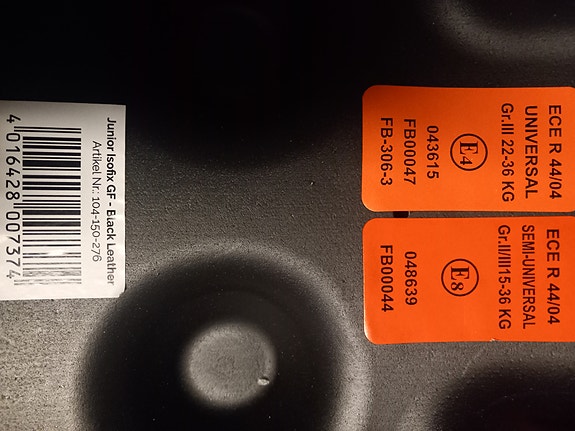 Junior Isofix GF - Black Leather
Artikel Nr.: 104-150-276
4 016428 007374
ECE R 44/04
UNIVERSAL
Gr.III 22-36 KG
E4
043615
FB00047
FB-306-3
ECE R 44/04
SEMI-UNIVERSAL
Gr.II/III15-36 KG
E8
048639
FB00044